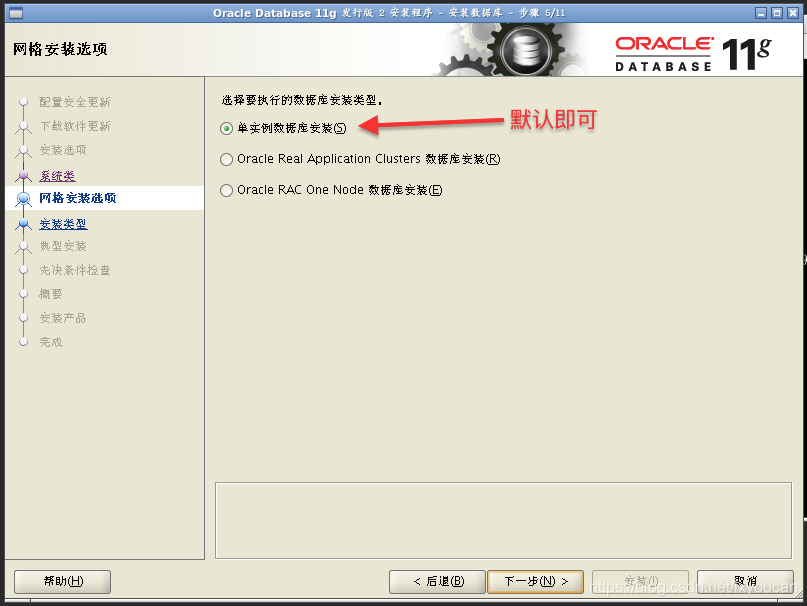 Oracle Database 11g 发行版 2 安装程序 - 安装数据库 - 步骤 5/11
网格安装选项
ORACLE
DATABASE
11g
配置安全更新
下载软件更新
安装选项
系统类
网格安装选项
安装类型
典型安装
先决条件检查
概要
安装产品
完成
选择要执行的数据库安装类型。
单实例数据库安装(S)
默认即可
Oracle Real Application Clusters 数据库安装(R)
Oracle RAC One Node 数据库安装(E)
帮助(H)
< 后退(B)
下一步(N) >
安装(I)
取消
https://blog.csdn.net/ixyoucan